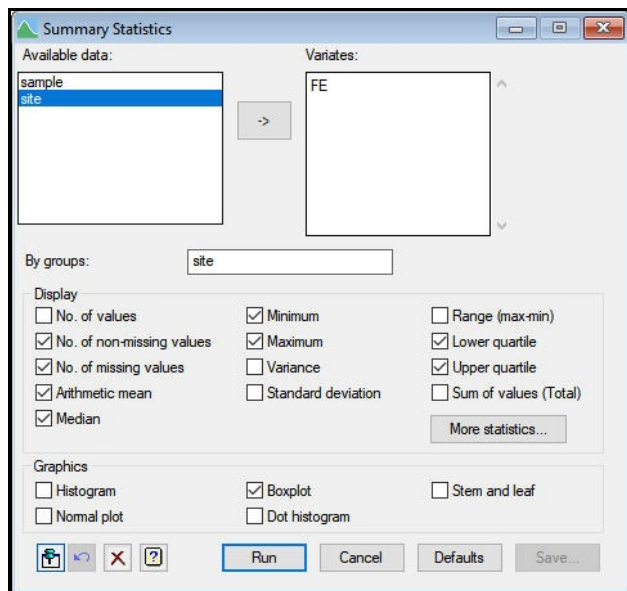 Summary Statistics
Available data:
Variates:
sample
site
FE
->
By groups:
site
Display
No. of values
Minimum
Range (max-min)
No. of non-missing values
Maximum
Lower quartile
No. of missing values
Variance
Upper quartile
Arithmetic mean
Standard deviation
Sum of values (Total)
Median
More statistics...
Graphics
Histogram
Boxplot
Stem and leaf
Normal plot
Dot histogram
?
Run
Cancel
Defaults
Save...